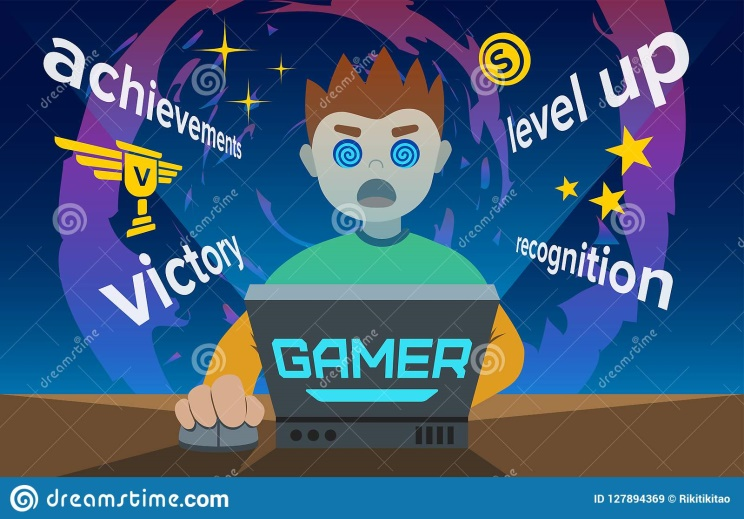 achievements
level up
S
V
victory
recognition
GAMER
dreamstime.com
ID 127894369 © Rikitikitao